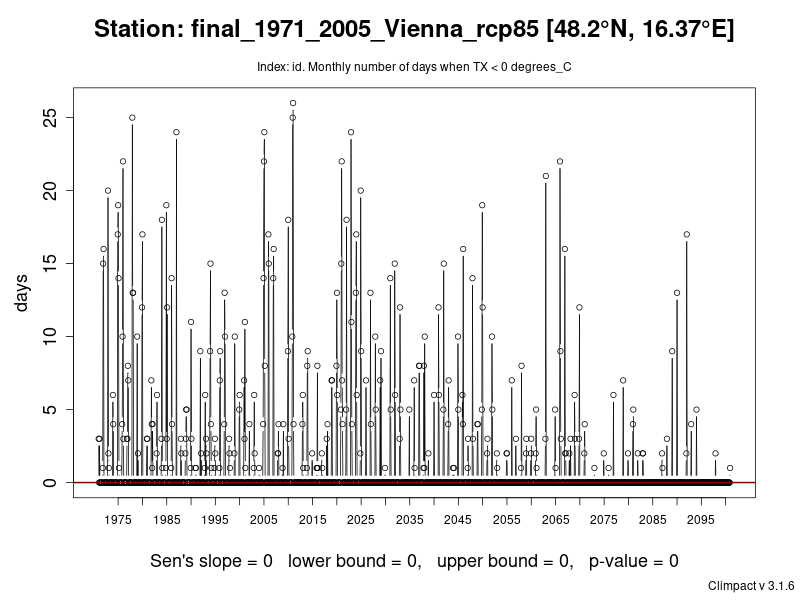 Station: final_1971_2005_Vienna_rcp85 [48.2°N, 16.37°E]
Index: id. Monthly number of days when TX < 0 degrees_C
25
20
15
10
5
0
days
1975 1985 1995 2005 2015 2025 2035 2045 2055 2065 2075 2085 2095
Sen's slope = 0 lower bound = 0, upper bound = 0, p-value = 0
Climpact v 3.1.6